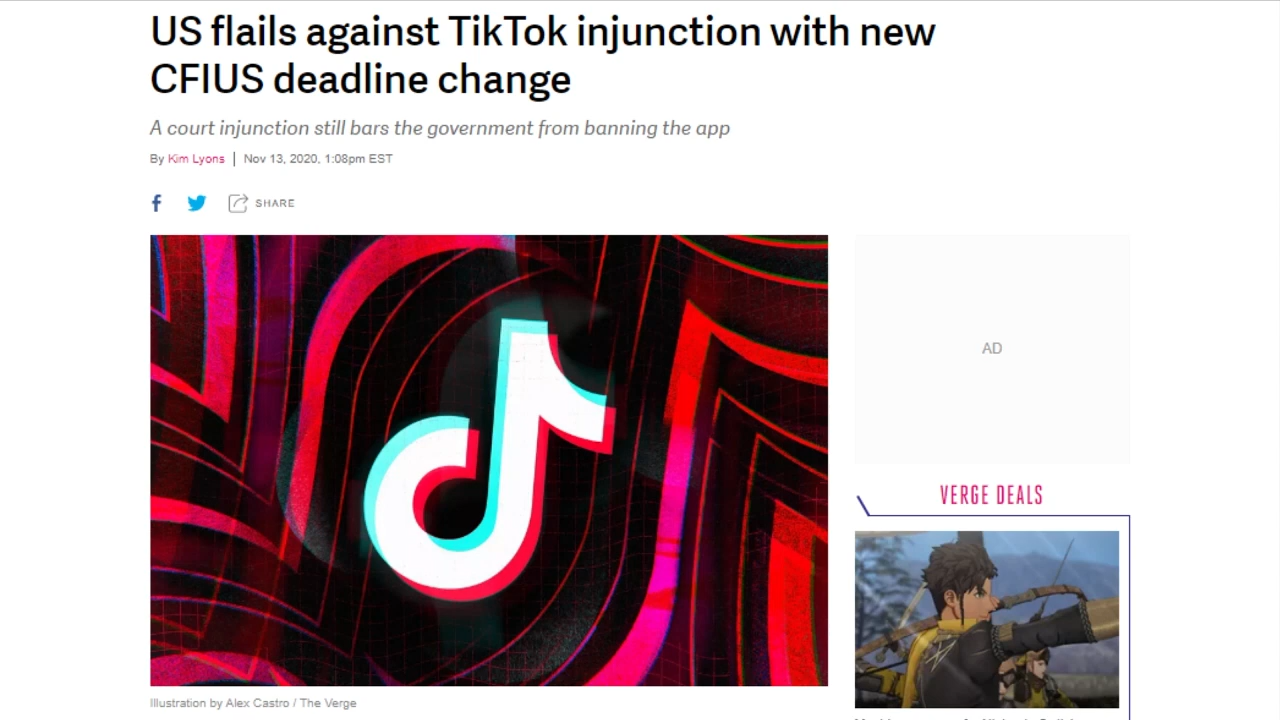 US flails against TikTok injunction with new
CFIUS deadline change
A court injunction still bars the government from banning the app
By Kim Lyons | Nov 13, 2020, 1:08pm EST
SHARE
AD
VERGE DEALS
Illustration by Alex Castro / The Verge